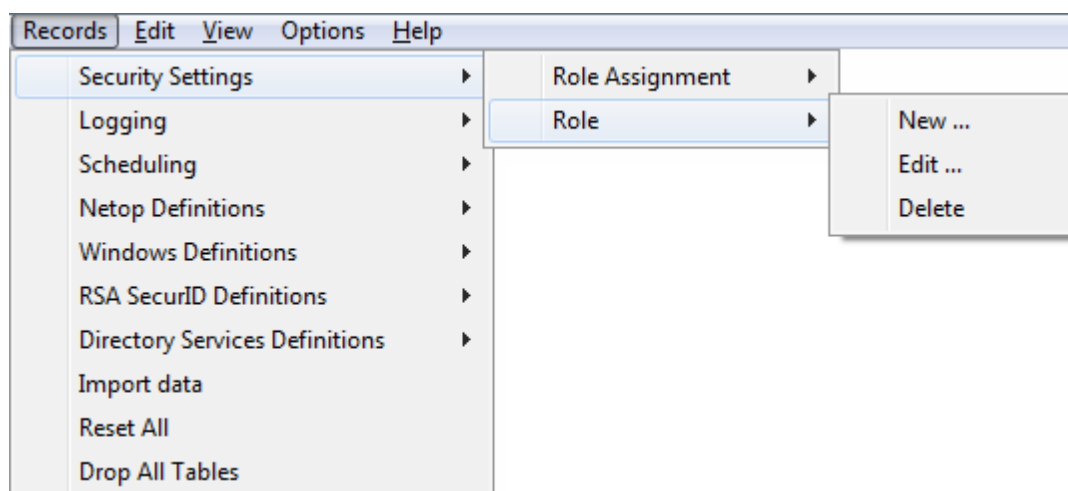 Records Edit View Options Help
Security Settings
Logging
Scheduling
Netop Definitions
Windows Definitions
RSA SecurID Definitions
Directory Services Definitions
Import data
Reset All
Drop All Tables
Role Assignment
Role
New ...
Edit ...
Delete